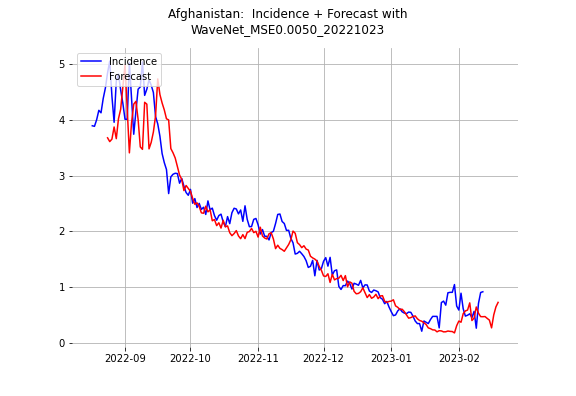 Afghanistan:  Incidence + Forecast with
WaveNet_MSE0.0050_20221023
Incidence
Forecast
5
4
3
2
1
0
2022-09 2022-10 2022-11 2022-12 2023-01 2023-02